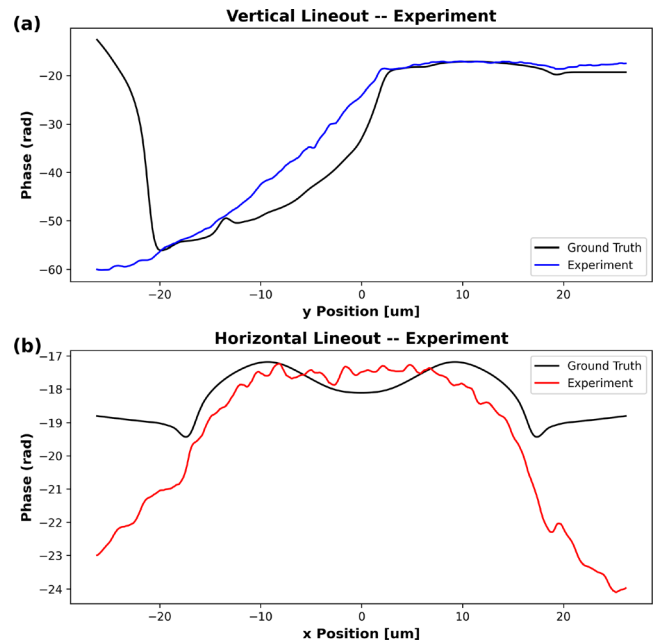 (a)
Vertical Lineout -- Experiment
Phase (rad)
−20
−30
−40
−50
−60
Ground Truth
Experiment
−20
−10
0
10
20
y Position [um]
(b)
Horizontal Lineout -- Experiment
Phase (rad)
−17
−18
−19
−20
−21
−22
−23
−24
Ground Truth
Experiment
−20
−10
0
10
20
x Position [um]